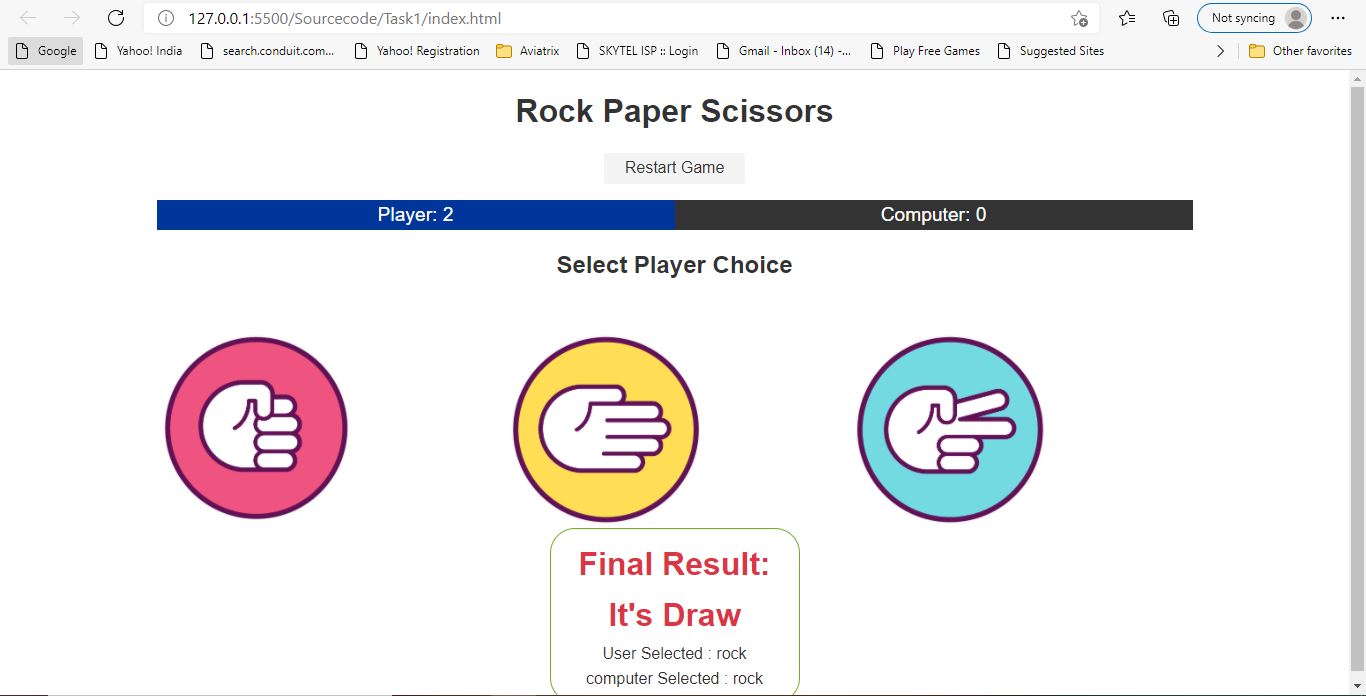 127.0.0.1:5500/Sourcecode/Task1/index.html
Not syncing
Google Yahoo! India search.conduit.com... Yahoo! Registration Aviatrix SKYTEL ISP :: Login Gmail - Inbox (14) -... Play Free Games Suggested Sites Other favorites
Rock Paper Scissors
Restart Game
Player: 2 Computer: 0
Select Player Choice
Final Result:
It's Draw
User Selected : rock
computer Selected : rock